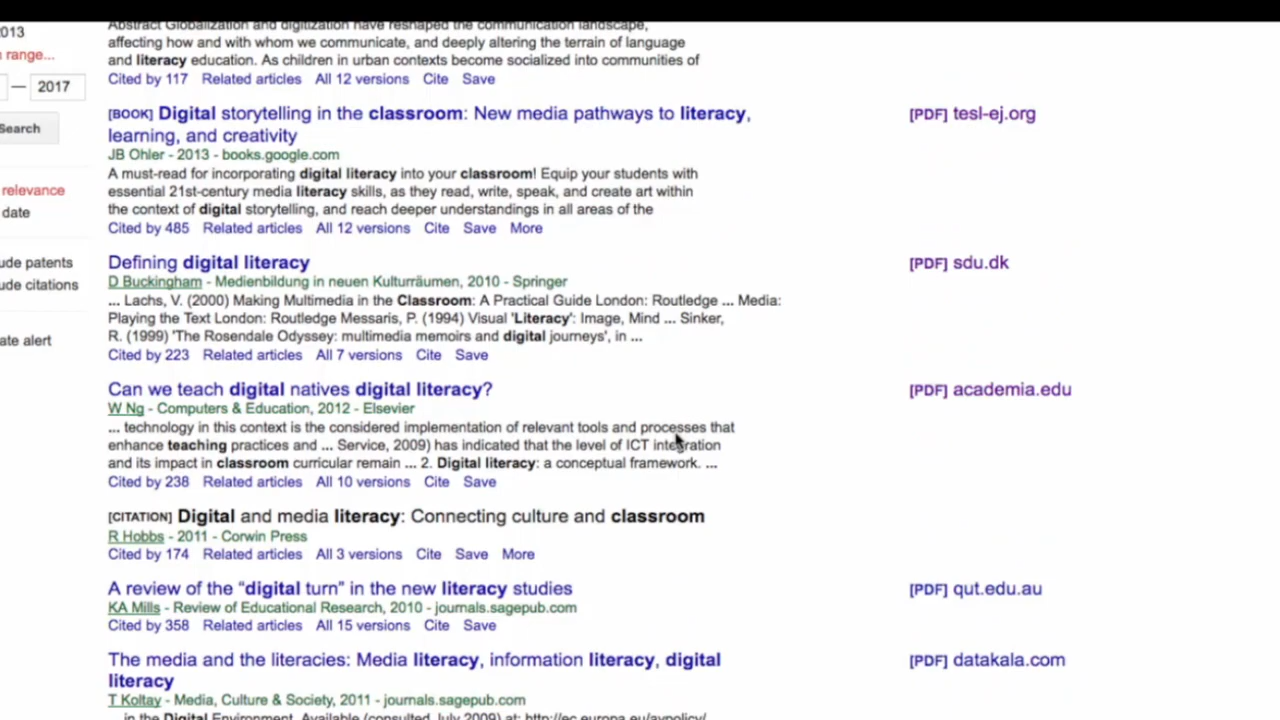 2013
range...
— 2017
Search
relevance
date
ude patents
ude citations
ate alert
Abstract Globalization and digitization have reshaped the communication landscape,
affecting how and with whom we communicate, and deeply altering the terrain of language
and literacy education. As children in urban contexts become socialized into communities of
Cited by 117 Related articles All 12 versions Cite Save
[BOOK] Digital storytelling in the classroom: New media pathways to literacy,
learning, and creativity
[PDF] tesl-ej.org
JB Ohler - 2013 - books.google.com
A must-read for incorporating digital literacy into your classroom! Equip your students with
essential 21st-century media literacy skills, as they read, write, speak, and create art within
the context of digital storytelling, and reach deeper understandings in all areas of the
Cited by 485 Related articles All 12 versions Cite Save More
Defining digital literacy
[PDF] sdu.dk
D Buckingham - Medienbildung in neuen Kulturräumen, 2010 - Springer
... Lachs, V. (2000) Making Multimedia in the Classroom: A Practical Guide London: Routledge ... Media:
Playing the Text London: Routledge Messaris, P. (1994) Visual 'Literacy': Image, Mind ... Sinker,
R. (1999) 'The Rosendale Odyssey: multimedia memoirs and digital journeys', in ...
Cited by 223 Related articles All 7 versions Cite Save
Can we teach digital natives digital literacy?
[PDF] academia.edu
W Ng - Computers & Education, 2012 - Elsevier
... technology in this context is the considered implementation of relevant tools and processes that
enhance teaching practices and ... Service, 2009) has indicated that the level of ICT integration
and its impact in classroom curricular remain ... 2. Digital literacy: a conceptual framework. ...
Cited by 238 Related articles All 10 versions Cite Save
[CITATION] Digital and media literacy: Connecting culture and classroom
R Hobbs - 2011 - Corwin Press
Cited by 174 Related articles All 3 versions Cite Save More
A review of the “digital turn” in the new literacy studies
[PDF] qut.edu.au
KA Mills - Review of Educational Research, 2010 - journals.sagepub.com
Cited by 358 Related articles All 15 versions Cite Save
The media and the literacies: Media literacy, information literacy, digital
literacy
[PDF] datakala.com
T Koltay - Media, Culture & Society, 2011 - journals.sagepub.com
... in the Digital Environment. Available (consulted July 2009) at: http://ec.europa.eu/avpolicy/